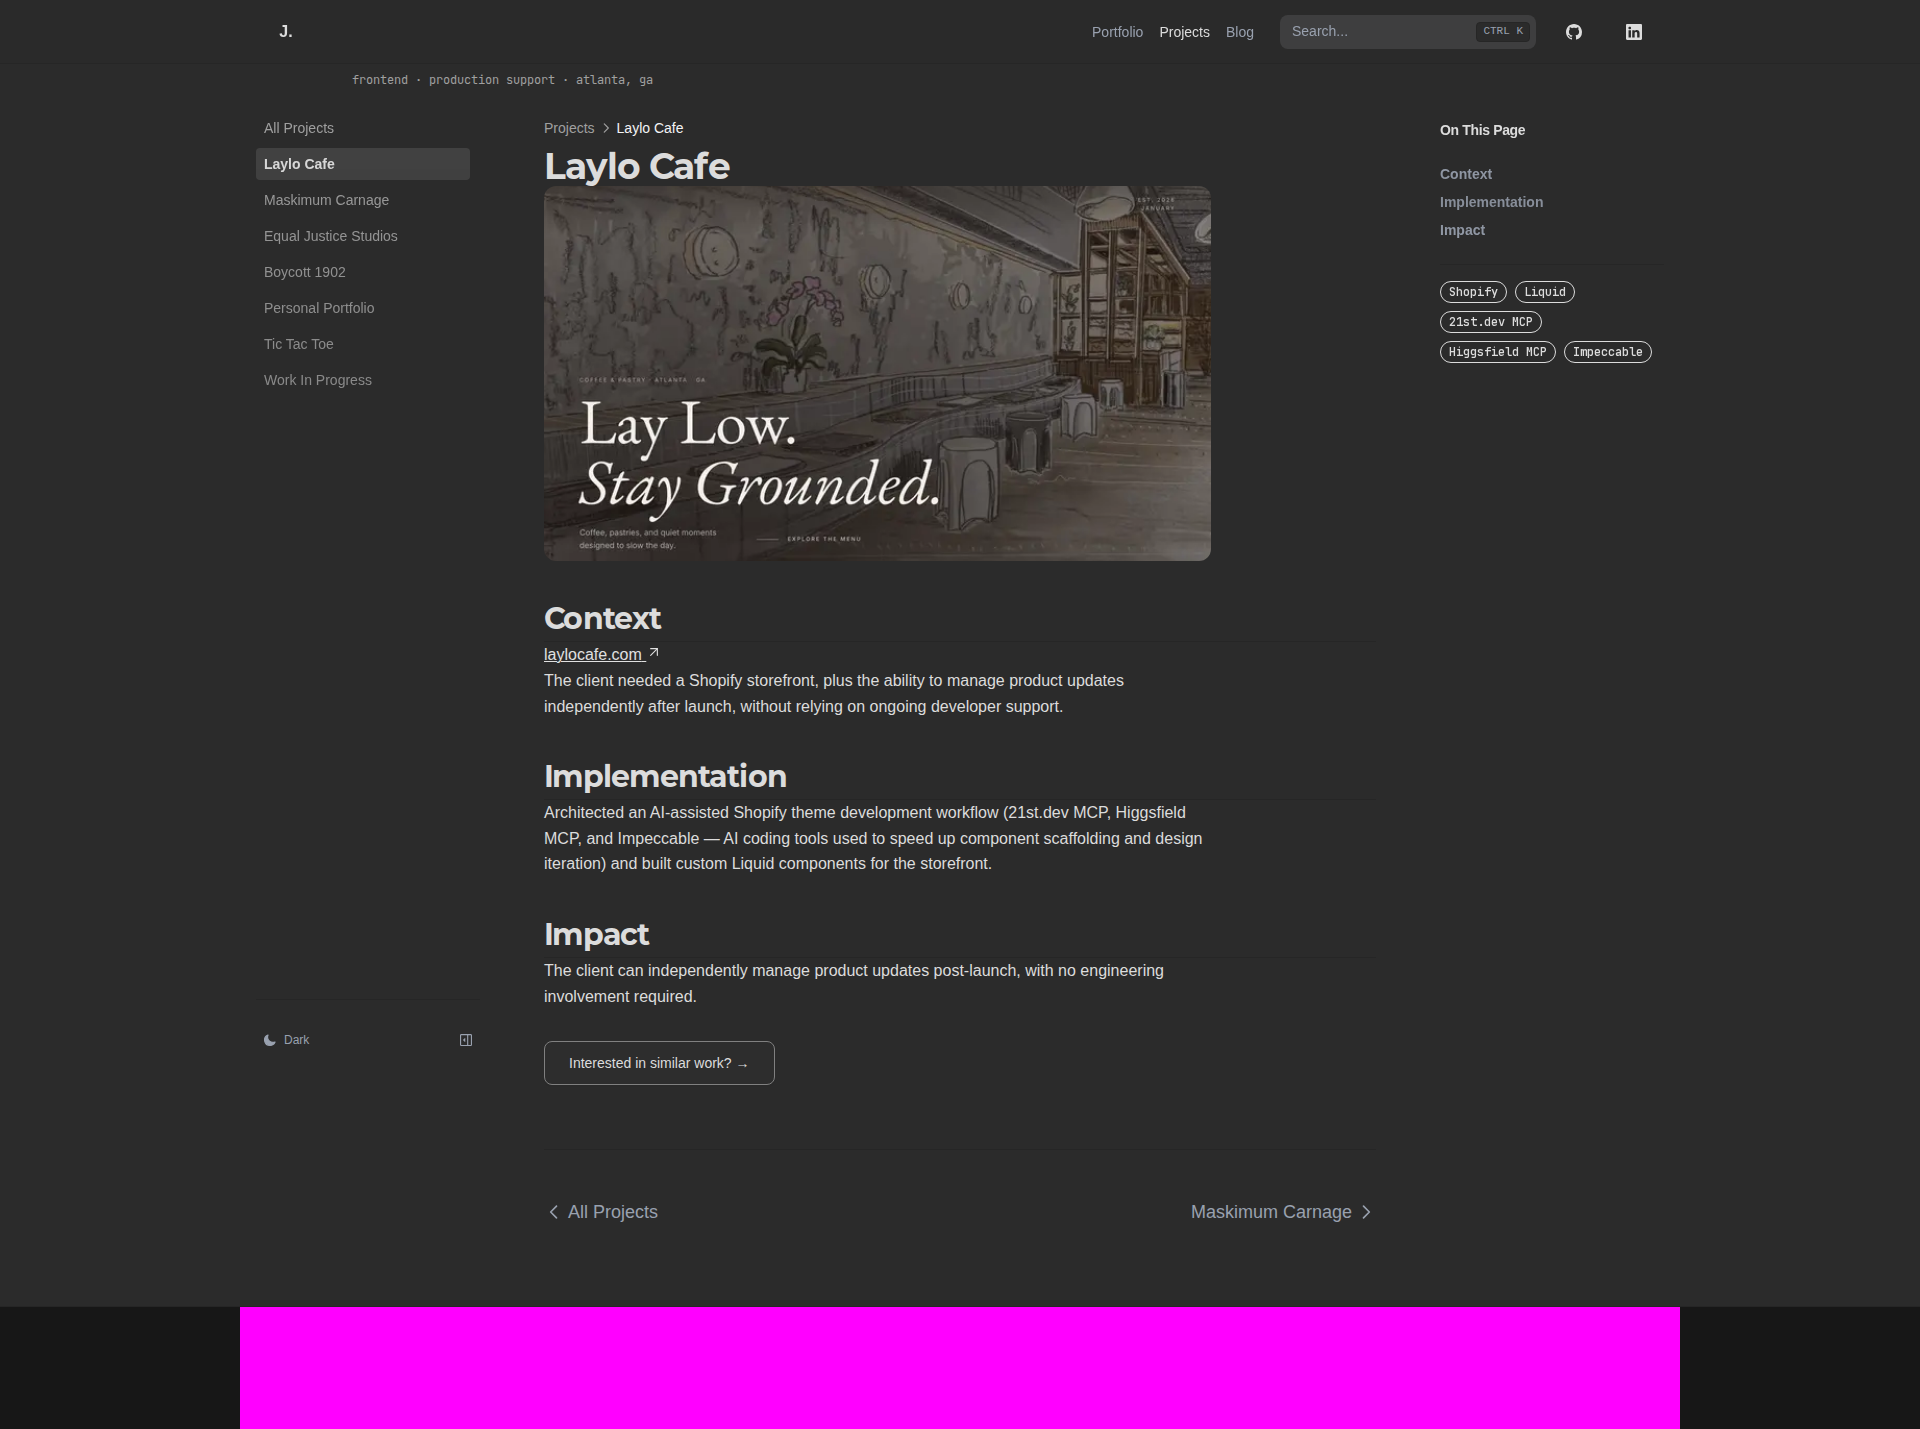 J.
Portfolio
Projects
Blog
Search...
CTRL K
frontend · production support · atlanta, ga
All Projects
Laylo Cafe
Maskimum Carnage
Equal Justice Studios
Boycott 1902
Personal Portfolio
Tic Tac Toe
Work In Progress
Dark
Projects > Laylo Cafe
Laylo Cafe
EST. 2026
JANUARY
COFFEE & PASTRY · ATLANTA · GA
Lay Low.
Stay Grounded.
Coffee, pastries, and quiet moments
designed to slow the day.
EXPLORE THE MENU
Context
laylocafe.com
The client needed a Shopify storefront, plus the ability to manage product updates
independently after launch, without relying on ongoing developer support.
Implementation
Architected an AI-assisted Shopify theme development workflow (21st.dev MCP, Higgsfield
MCP, and Impeccable — AI coding tools used to speed up component scaffolding and design
iteration) and built custom Liquid components for the storefront.
Impact
The client can independently manage product updates post-launch, with no engineering
involvement required.
Interested in similar work? →
All Projects
Maskimum Carnage
On This Page
Context
Implementation
Impact
Shopify
Liquid
21st.dev MCP
Higgsfield MCP
Impeccable